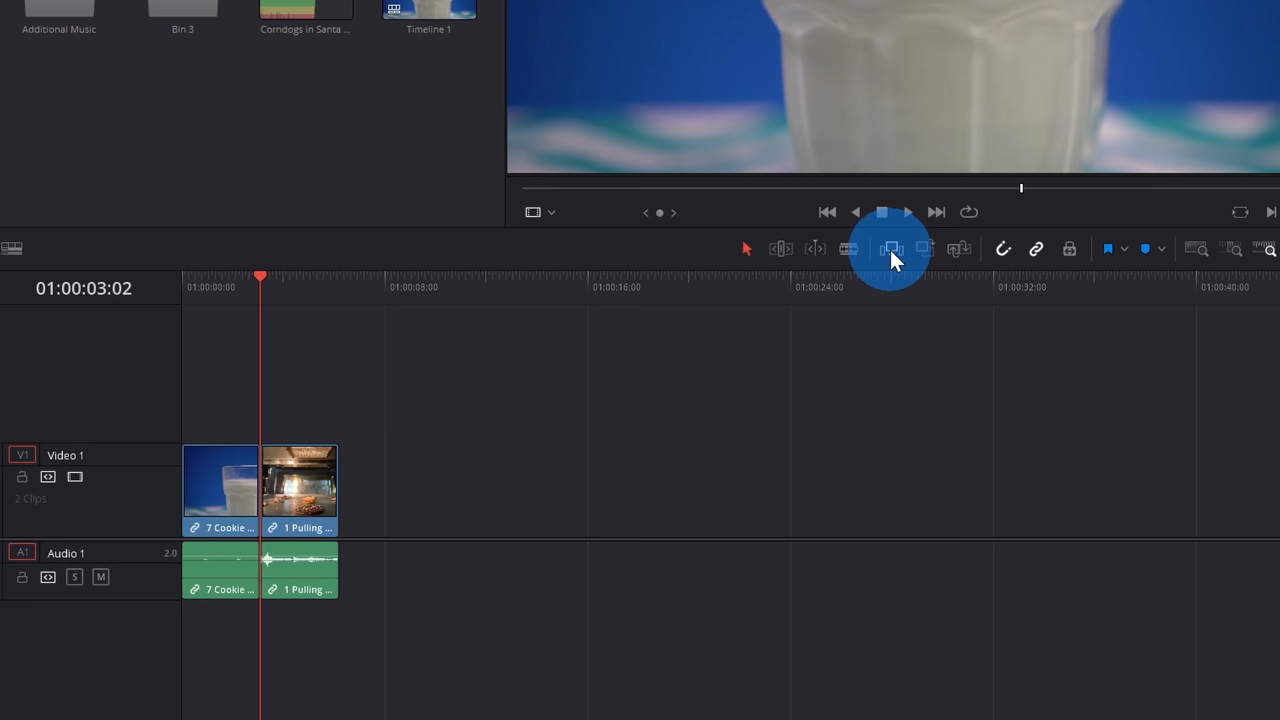 Additional Music
Bin 3
Corndogs in Santa ...
Timeline 1
01:00:03:02
01:00:00:00
01:00:08:00
01:00:16:00
01:00:24:00
01:00:32:00
01:00:40:00
V1
Video 1
2 Clips
7 Cookie ...
1 Pulling ...
A1
Audio 1
2.0
S
M
7 Cookie ...
1 Pulling ...